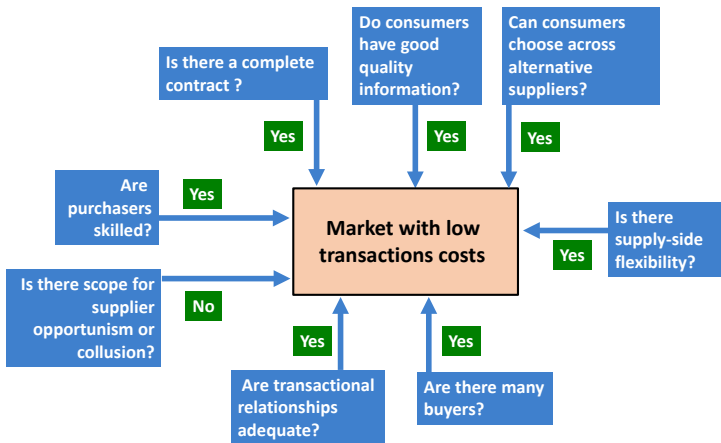 Is there a complete
contract ?
Yes
Do consumers
have good
quality
information?
Yes
Can consumers
choose across
alternative
suppliers?
Yes
Are
purchasers
skilled?
Yes
Market with low
transactions costs
Is there
supply-side
flexibility?
Yes
Is there scope for
supplier
opportunism or
collusion?
No
Are transactional
relationships
adequate?
Yes
Are there many
buyers?
Yes